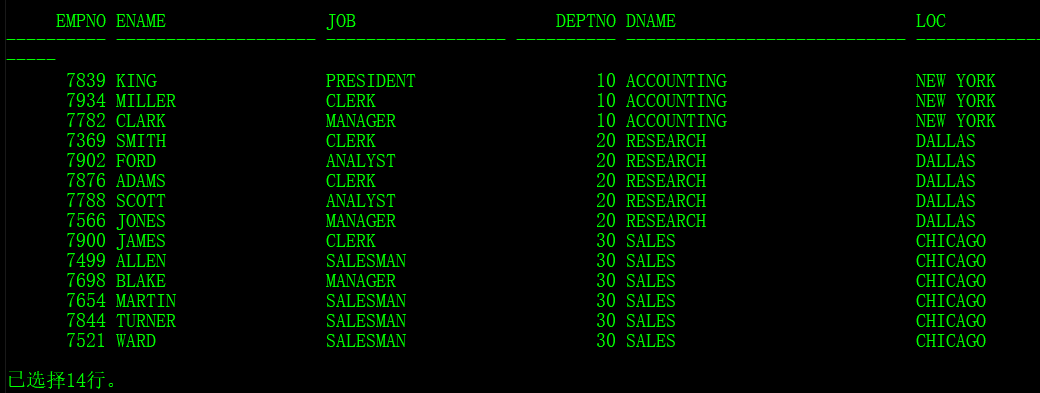 EMPNO ENAME JOB DEPTNO DNAME LOC
---------- -------------------- ------------------ ---------- ---------------------------- -------------
-----
7839 KING PRESIDENT 10 ACCOUNTING NEW YORK
7934 MILLER CLERK 10 ACCOUNTING NEW YORK
7782 CLARK MANAGER 10 ACCOUNTING NEW YORK
7369 SMITH CLERK 20 RESEARCH DALLAS
7902 FORD ANALYST 20 RESEARCH DALLAS
7876 ADAMS CLERK 20 RESEARCH DALLAS
7788 SCOTT ANALYST 20 RESEARCH DALLAS
7566 JONES MANAGER 20 RESEARCH DALLAS
7900 JAMES CLERK 30 SALES CHICAGO
7499 ALLEN SALESMAN 30 SALES CHICAGO
7698 BLAKE MANAGER 30 SALES CHICAGO
7654 MARTIN SALESMAN 30 SALES CHICAGO
7844 TURNER SALESMAN 30 SALES CHICAGO
7521 WARD SALESMAN 30 SALES CHICAGO
已选择14行。